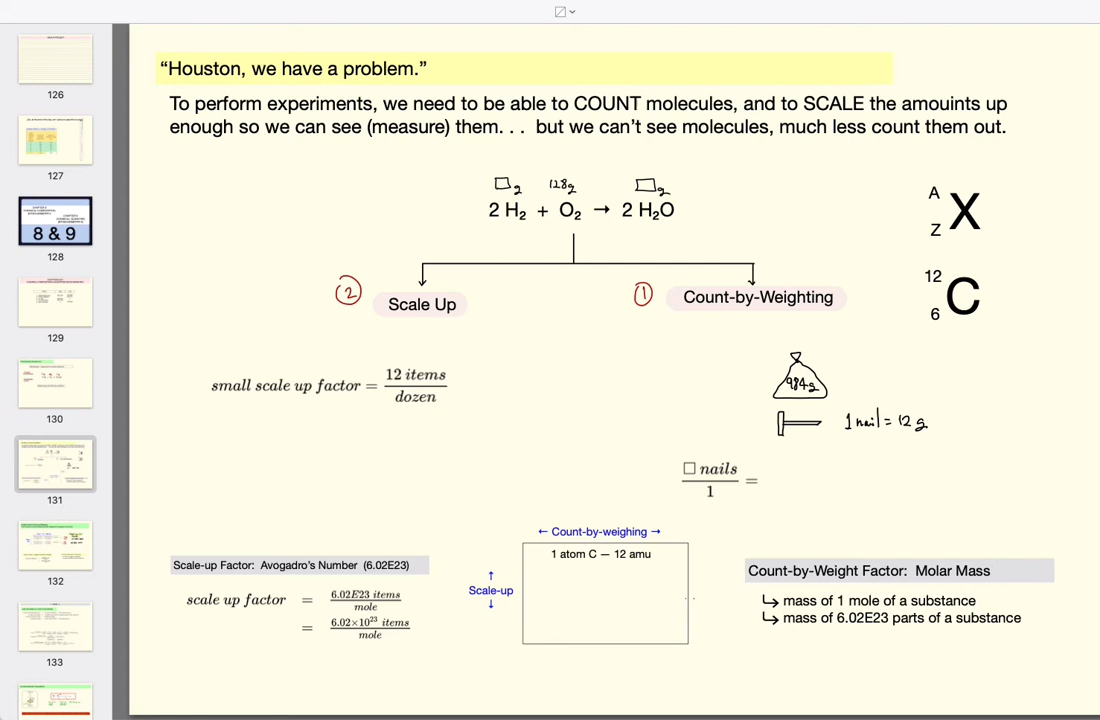 126
127
8 & 9
128
129
130
131
132
133
“Houston, we have a problem.”
To perform experiments, we need to be able to COUNT molecules, and to SCALE the amouints up
enough so we can see (measure) them. . .  but we can’t see molecules, much less count them out.
□ g 128g □ g
2 H₂ + O₂ → 2 H₂O
A
Z
X
12
6
C
② Scale Up
① Count-by-Weighting
small scale up factor = 12 items / dozen
984g
1 nail = 12 g
□ nails / 1 =
← Count-by-weighing →
1 atom C — 12 amu
↑
Scale-up
↓
Scale-up Factor:  Avogadro’s Number  (6.02E23)
scale up factor = 6.02E23 items / mole
= 6.02×10²³ items / mole
Count-by-Weight Factor:  Molar Mass
↳ mass of 1 mole of a substance
↳ mass of 6.02E23 parts of a substance